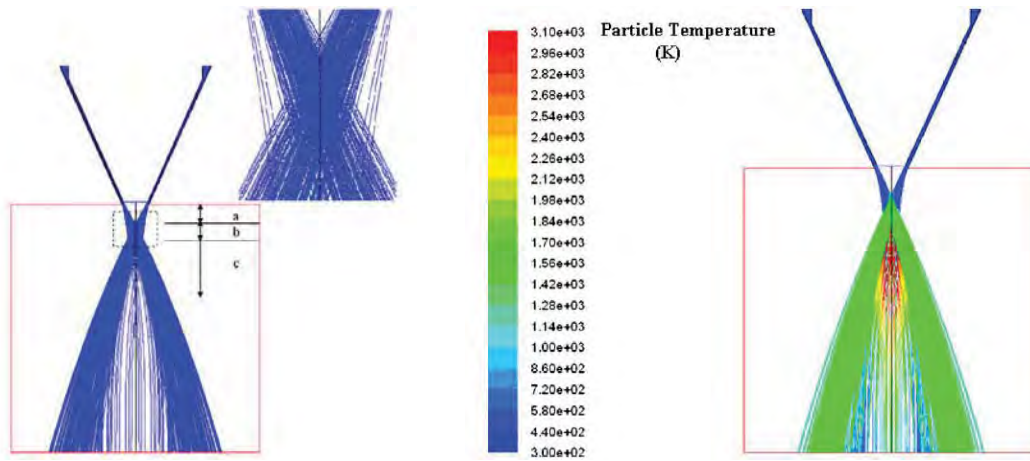 a
b
c
Particle Temperature
(K)
3.10e+03
2.96e+03
2.82e+03
2.68e+03
2.54e+03
2.40e+03
2.26e+03
2.12e+03
1.98e+03
1.84e+03
1.70e+03
1.56e+03
1.42e+03
1.28e+03
1.14e+03
1.00e+03
8.60e+02
7.20e+02
5.80e+02
4.40e+02
3.00e+02